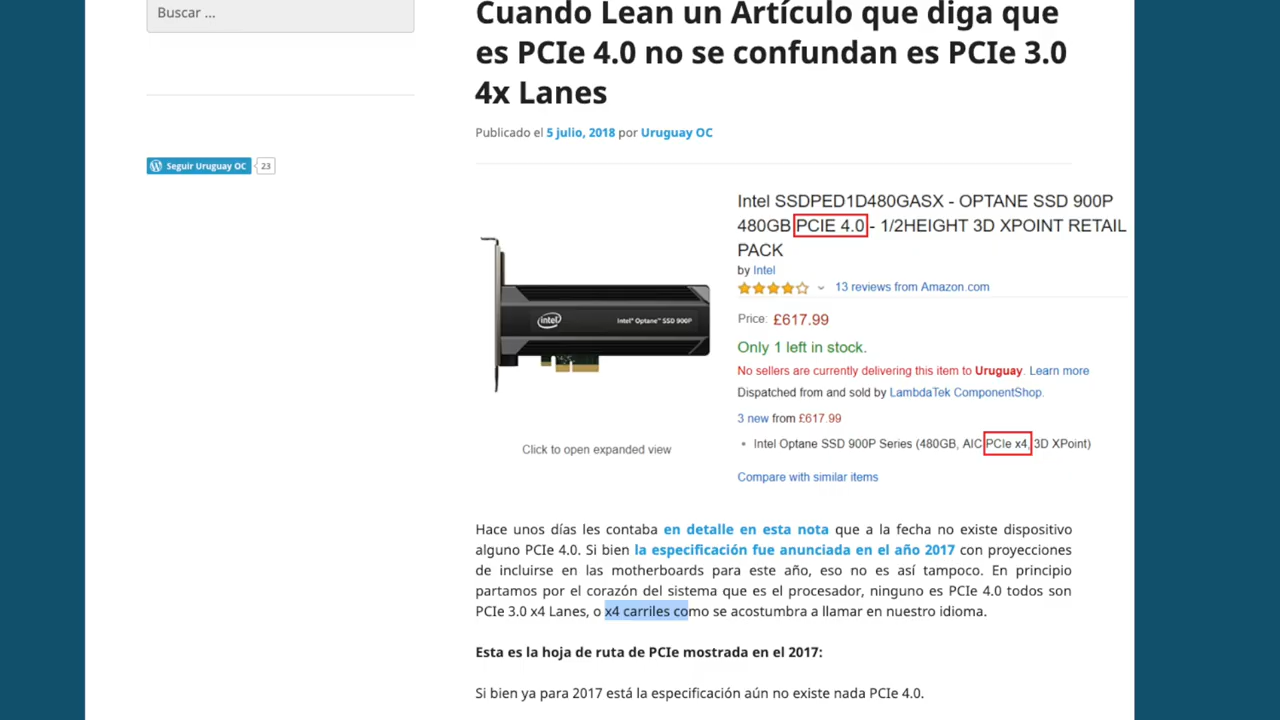 Buscar ...
Seguir Uruguay OC
23
Cuando Lean un Artículo que diga que
es PCIe 4.0 no se confundan es PCIe 3.0
4x Lanes
Publicado el 5 julio, 2018 por Uruguay OC
intel
Intel® Optane™ SSD 900P
Click to open expanded view
Intel SSDPED1D480GASX - OPTANE SSD 900P
480GB PCIE 4.0 - 1/2HEIGHT 3D XPOINT RETAIL
PACK
by Intel
13 reviews from Amazon.com
Price: £617.99
Only 1 left in stock.
No sellers are currently delivering this item to Uruguay. Learn more
Dispatched from and sold by LambdaTek ComponentShop.
3 new from £617.99
• Intel Optane SSD 900P Series (480GB, AIC PCIe x4, 3D XPoint)
Compare with similar items
Hace unos días les contaba en detalle en esta nota que a la fecha no existe dispositivo
alguno PCIe 4.0. Si bien la especificación fue anunciada en el año 2017 con proyecciones
de incluirse en las motherboards para este año, eso no es así tampoco. En principio
partamos por el corazón del sistema que es el procesador, ninguno es PCIe 4.0 todos son
PCIe 3.0 x4 Lanes, o x4 carriles como se acostumbra a llamar en nuestro idioma.
Esta es la hoja de ruta de PCIe mostrada en el 2017:
Si bien ya para 2017 está la especificación aún no existe nada PCIe 4.0.